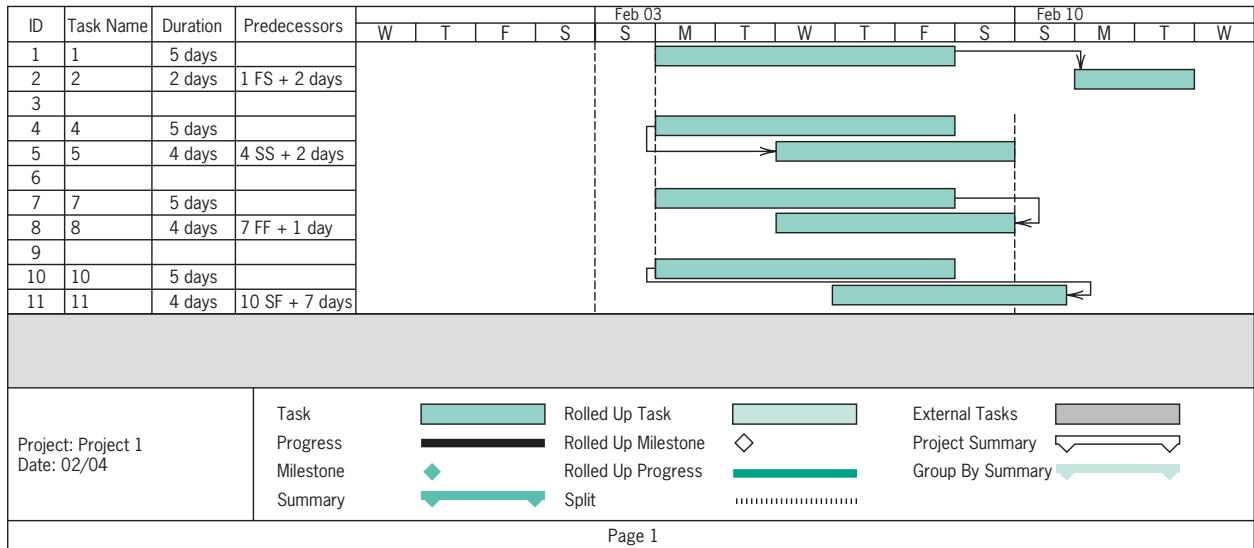 Feb 03 Feb 10
ID Task Name Duration Predecessors W T F S S M T W T F S S M T W
1 1 5 days
2 2 2 days 1 FS + 2 days
3
4 4 5 days
5 5 4 days 4 SS + 2 days
6
7 7 5 days
8 8 4 days 7 FF + 1 day
9
10 10 5 days
11 11 4 days 10 SF + 7 days
Project: Project 1
Date: 02/04
Task Rolled Up Task External Tasks
Progress Rolled Up Milestone Project Summary
Milestone Rolled Up Progress Group By Summary
Summary Split
Page 1